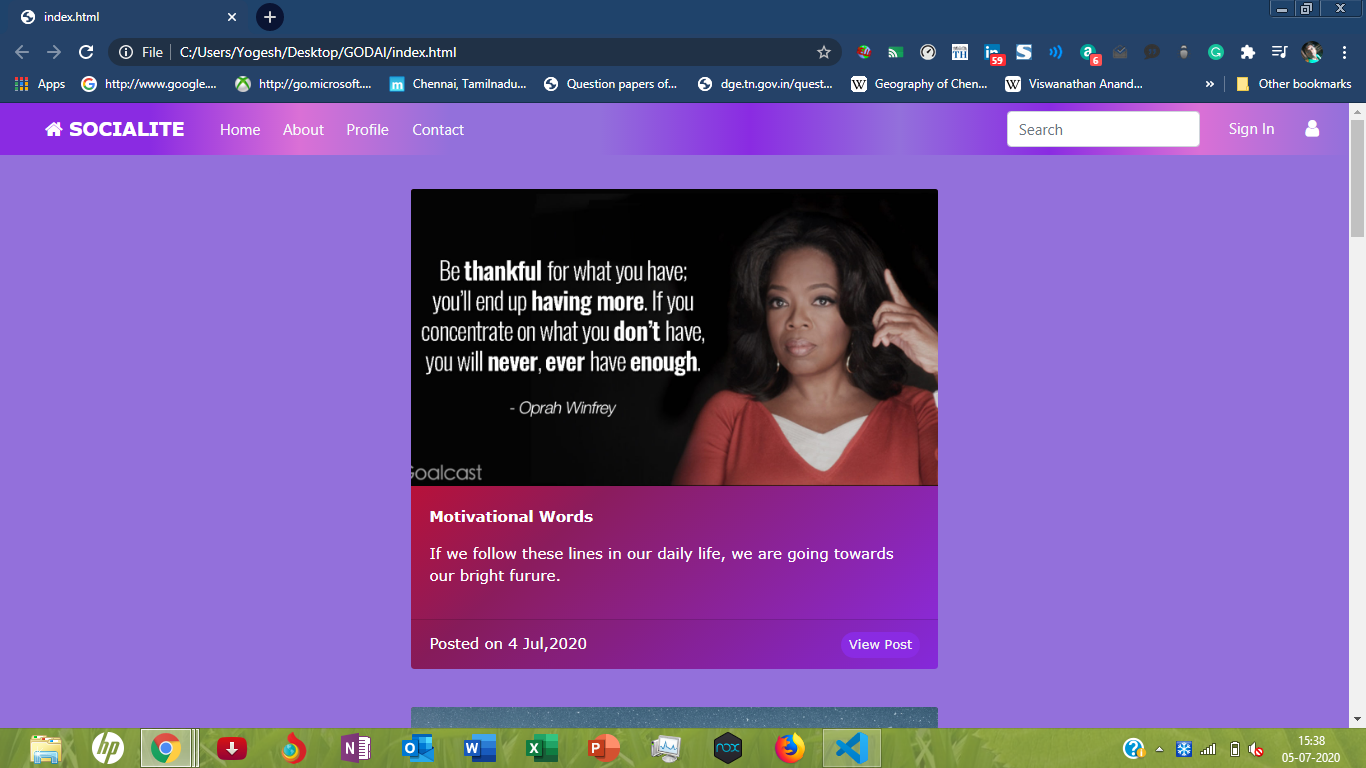 index.html
File
C:/Users/Yogesh/Desktop/GODAI/index.html
TH
59
6
Apps
http://www.google....
http://go.microsoft....
m
Chennai, Tamilnadu...
Question papers of...
dge.tn.gov.in/quest...
W
Geography of Chen...
W
Viswanathan Anand...
»
Other bookmarks
SOCIALITE
Home
About
Profile
Contact
Search
Sign In
Be thankful for what you have;
you'll end up having more. If you
concentrate on what you don't have,
you will never, ever have enough.
- Oprah Winfrey
Goalcast
Motivational Words
If we follow these lines in our daily life, we are going towards
our bright furure.
Posted on 4 Jul,2020
View Post
hp
N
O
W
X
P
nox
15:38
05-07-2020